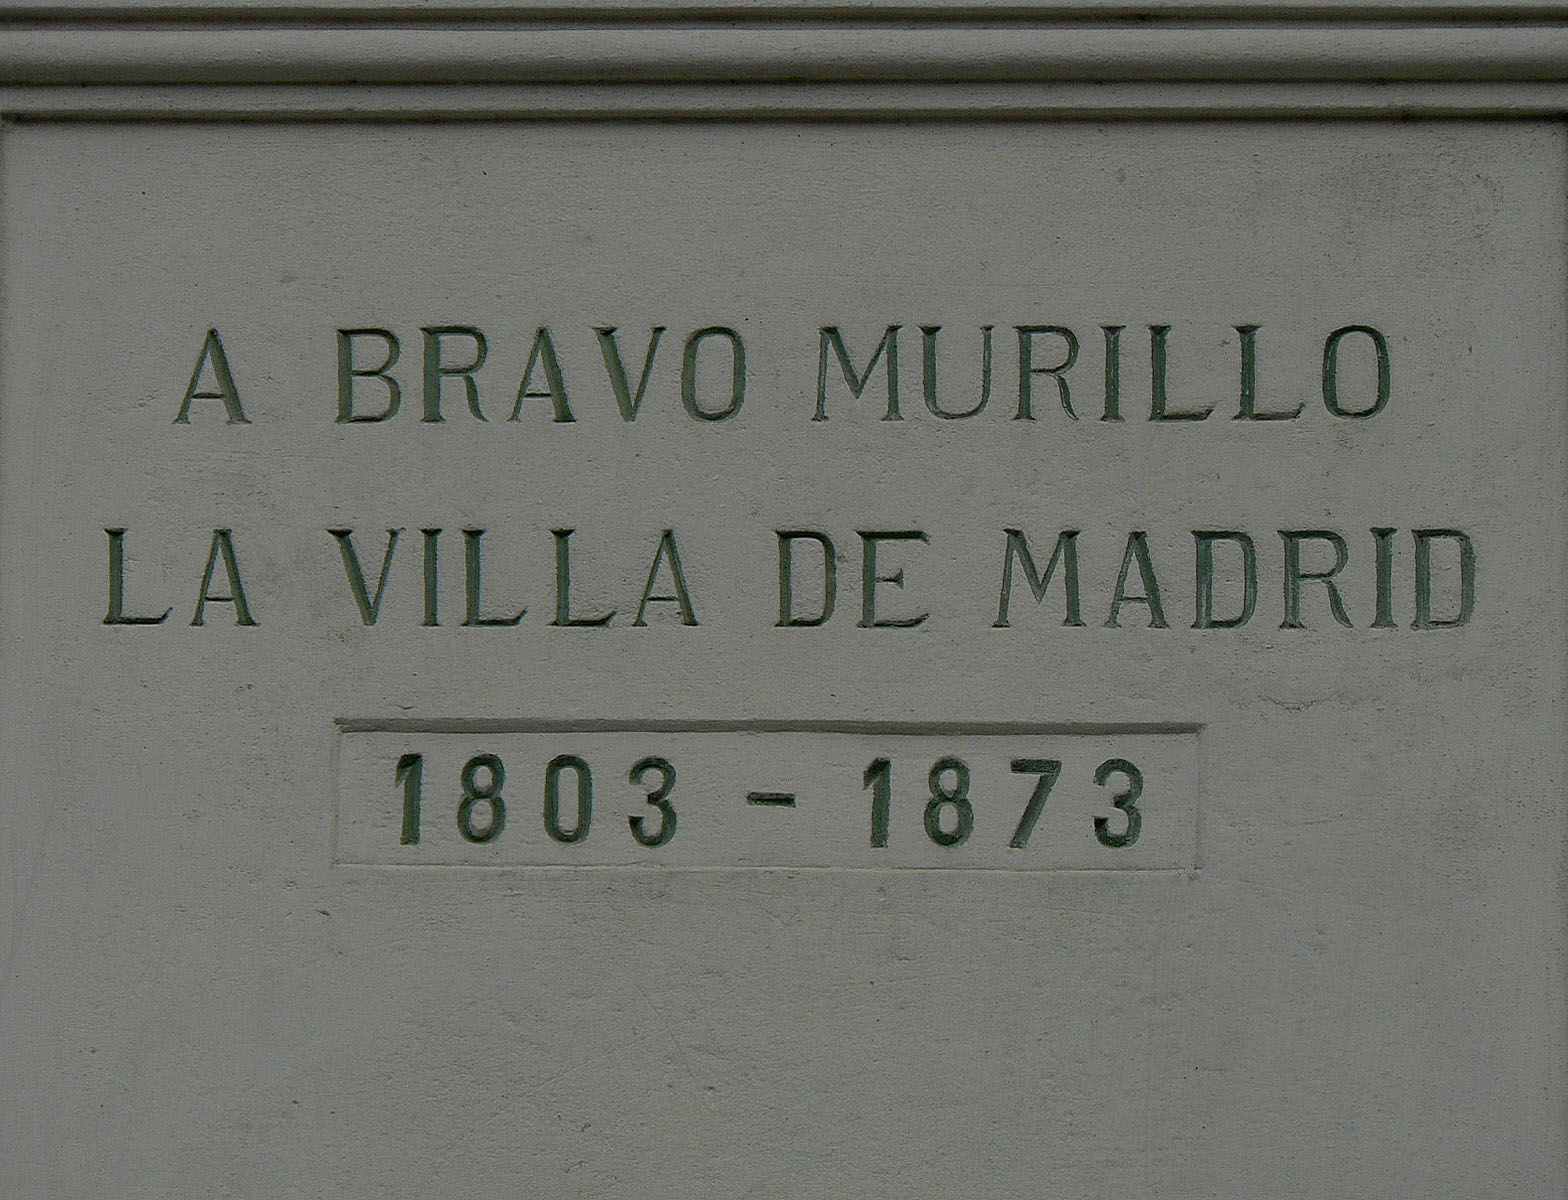 A BRAVO MURILLO
LA VILLA DE MADRID
1803 - 1873